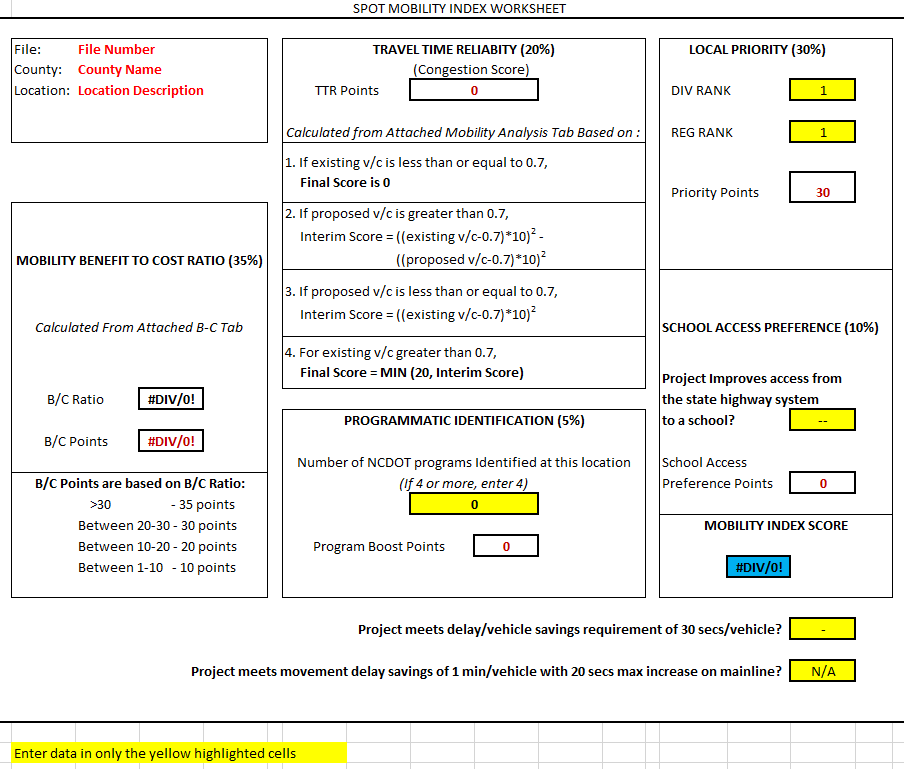 SPOT MOBILITY INDEX WORKSHEET
File: File Number
County: County Name
Location: Location Description
MOBILITY BENEFIT TO COST RATIO (35%)
Calculated From Attached B-C Tab
B/C Ratio #DIV/0!
B/C Points #DIV/0!
B/C Points are based on B/C Ratio:
>30 - 35 points
Between 20-30 - 30 points
Between 10-20 - 20 points
Between 1-10 - 10 points
TRAVEL TIME RELIABITY (20%)
(Congestion Score)
TTR Points 0
Calculated from Attached Mobility Analysis Tab Based on :
1. If existing v/c is less than or equal to 0.7,
Final Score is 0
2. If proposed v/c is greater than 0.7,
Interim Score = ((existing v/c-0.7)*10)² -
((proposed v/c-0.7)*10)²
3. If proposed v/c is less than or equal to 0.7,
Interim Score = ((existing v/c-0.7)*10)²
4. For existing v/c greater than 0.7,
Final Score = MIN (20, Interim Score)
PROGRAMMATIC IDENTIFICATION (5%)
Number of NCDOT programs Identified at this location
(If 4 or more, enter 4)
0
Program Boost Points 0
LOCAL PRIORITY (30%)
DIV RANK 1
REG RANK 1
Priority Points 30
SCHOOL ACCESS PREFERENCE (10%)
Project Improves access from
the state highway system
to a school? --
School Access
Preference Points 0
MOBILITY INDEX SCORE
#DIV/0!
Project meets delay/vehicle savings requirement of 30 secs/vehicle? -
Project meets movement delay savings of 1 min/vehicle with 20 secs max increase on mainline? N/A
Enter data in only the yellow highlighted cells